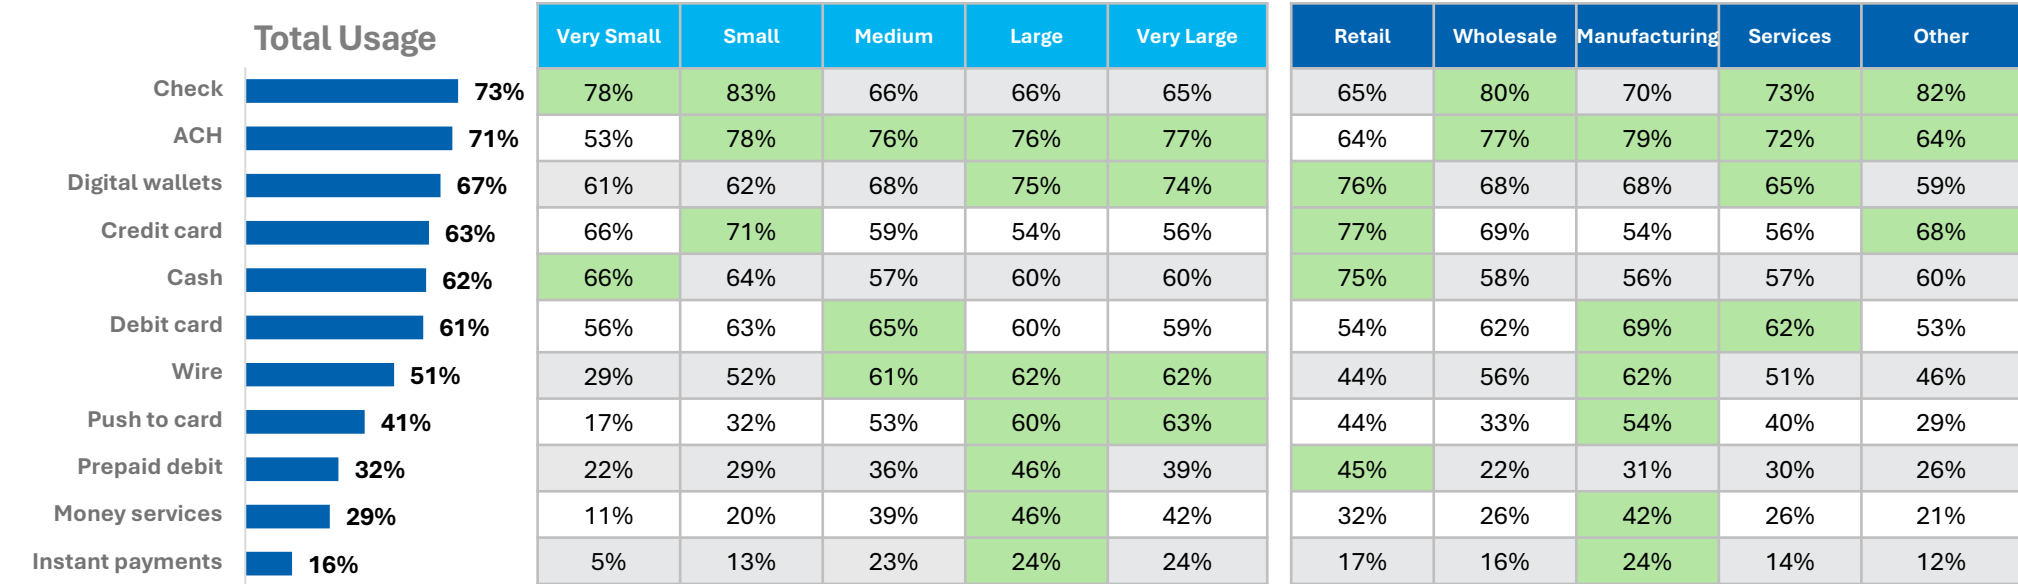 Total Usage Very Small Small Medium Large Very Large Retail Wholesale Manufacturing Services Other
Check 73% 78% 83% 66% 66% 65% 65% 80% 70% 73% 82%
ACH 71% 53% 78% 76% 76% 77% 64% 77% 79% 72% 64%
Digital wallets 67% 61% 62% 68% 75% 74% 76% 68% 68% 65% 59%
Credit card 63% 66% 71% 59% 54% 56% 77% 69% 54% 56% 68%
Cash 62% 66% 64% 57% 60% 60% 75% 58% 56% 57% 60%
Debit card 61% 56% 63% 65% 60% 59% 54% 62% 69% 62% 53%
Wire 51% 29% 52% 61% 62% 62% 44% 56% 62% 51% 46%
Push to card 41% 17% 32% 53% 60% 63% 44% 33% 54% 40% 29%
Prepaid debit 32% 22% 29% 36% 46% 39% 45% 22% 31% 30% 26%
Money services 29% 11% 20% 39% 46% 42% 32% 26% 42% 26% 21%
Instant payments 16% 5% 13% 23% 24% 24% 17% 16% 24% 14% 12%